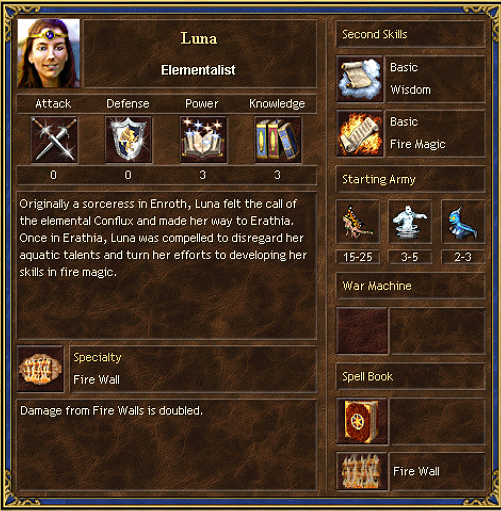 Luna
Elementalist
Attack Defense Power Knowledge
0 0 3 3
Originally a sorceress in Enroth, Luna felt the call of
the elemental Conflux and made her way to Erathia.
Once in Erathia, Luna was compelled to disregard her
aquatic talents and turn her efforts to developing her
skills in fire magic.
Specialty
Fire Wall
Damage from Fire Walls is doubled.
Second Skills
Basic
Wisdom
Basic
Fire Magic
Starting Army
15-25 3-5 2-3
War Machine
Spell Book
Fire Wall